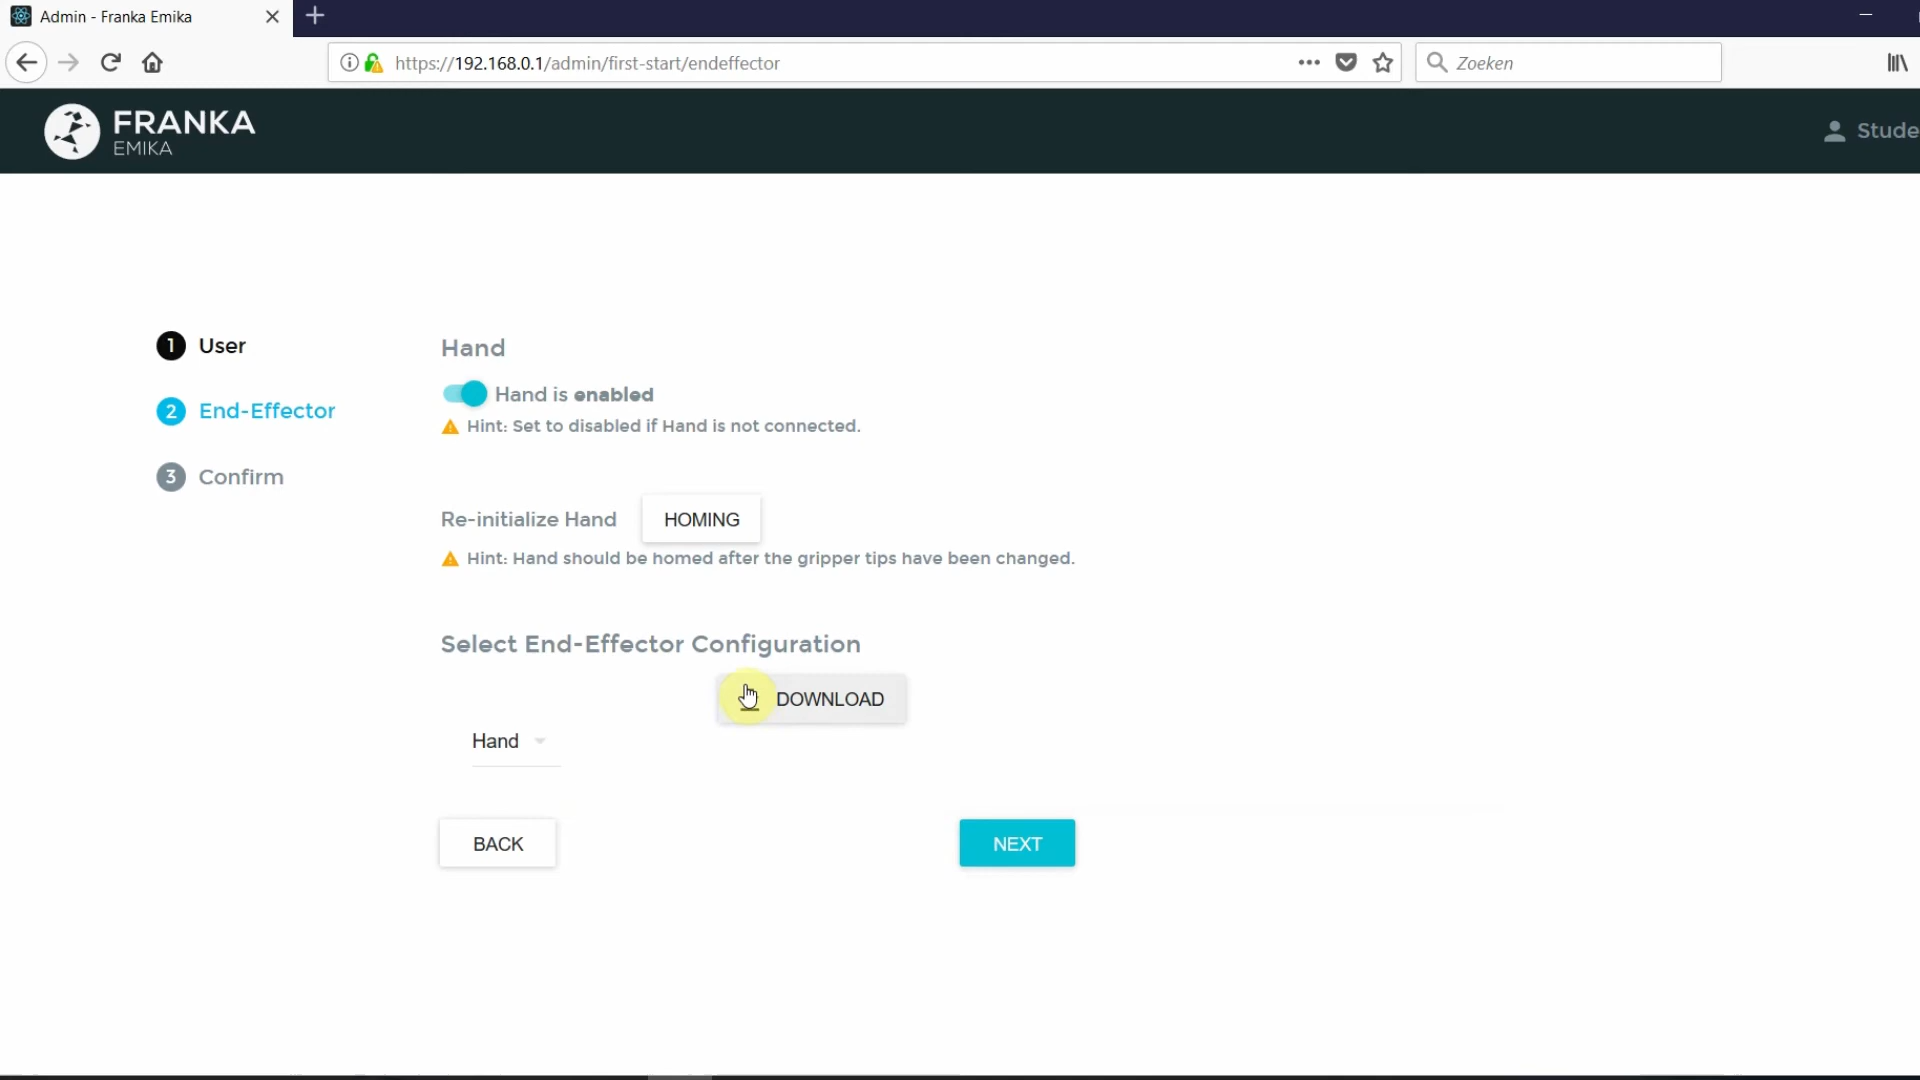 Admin - Franka Emika
https://192.168.0.1/admin/first-start/endeffector
Zoeken
FRANKA
EMIKA
Stude
1 User
2 End-Effector
3 Confirm
Hand
Hand is enabled
Hint: Set to disabled if Hand is not connected.
Re-initialize Hand
HOMING
Hint: Hand should be homed after the gripper tips have been changed.
Select End-Effector Configuration
DOWNLOAD
Hand
BACK
NEXT